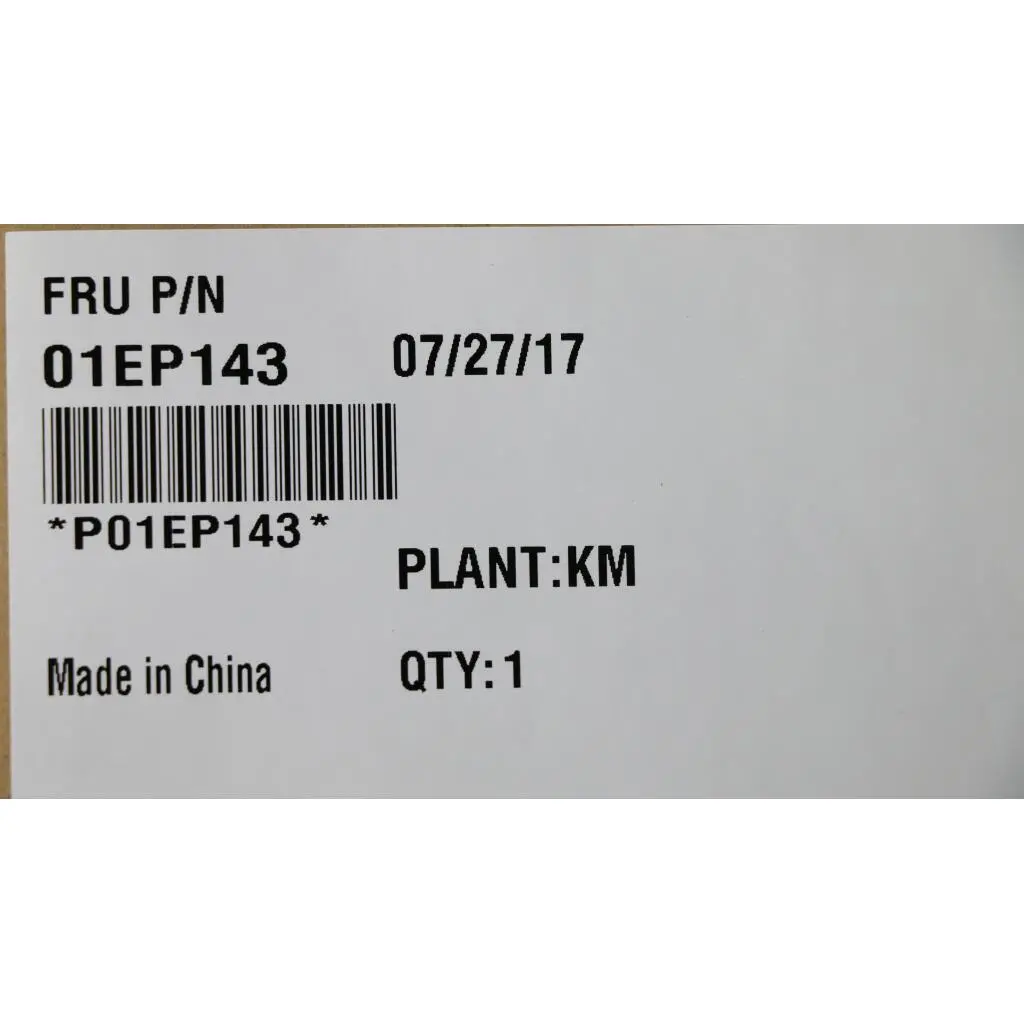 FRU P/N
01EP143 07/27/17
*P01EP143*
PLANT:KM
Made in China QTY: 1